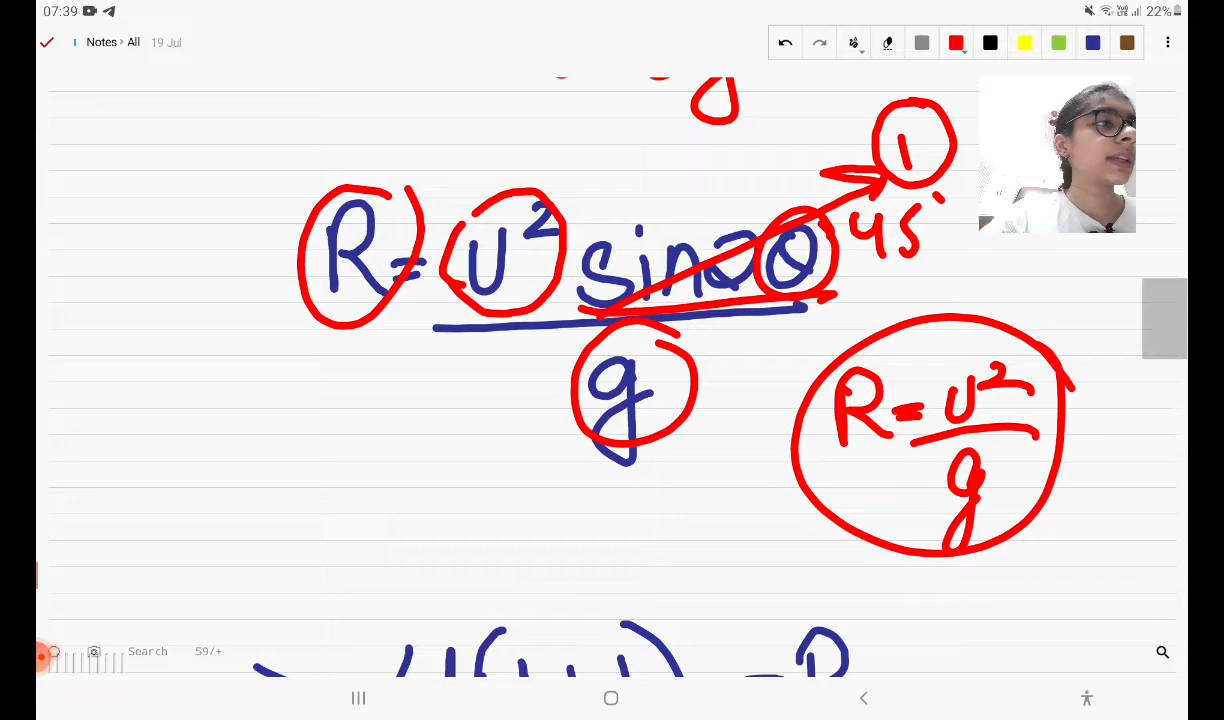 07:39 22%
Notes > All 19 Jul
1
R = u² sin2θ 45°
g
R = u²
g
Search 59/+